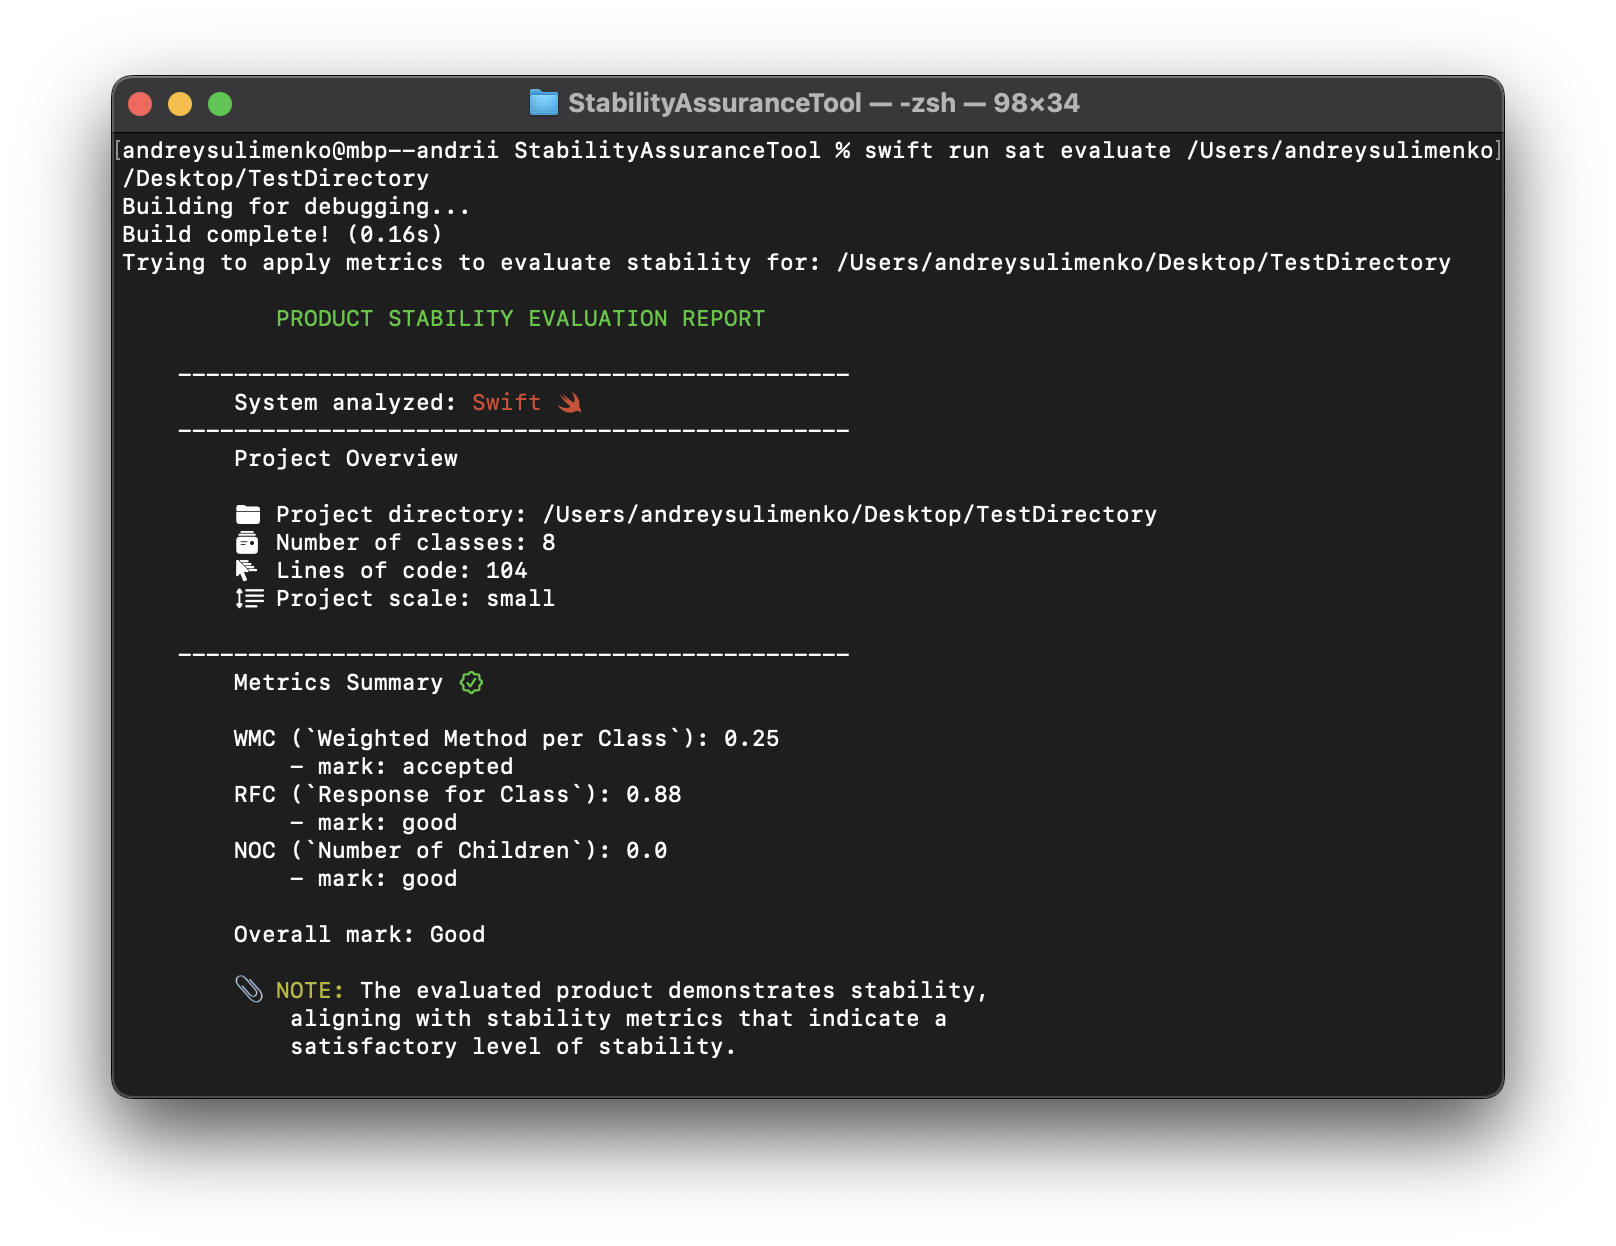 StabilityAssuranceTool — -zsh — 98×34
[andreysulimenko@mbp--andrii StabilityAssuranceTool % swift run sat evaluate /Users/andreysulimenko]
/Desktop/TestDirectory
Building for debugging...
Build complete! (0.16s)
Trying to apply metrics to evaluate stability for: /Users/andreysulimenko/Desktop/TestDirectory
PRODUCT STABILITY EVALUATION REPORT
------------------------------------------------
System analyzed: Swift
------------------------------------------------
Project Overview
Project directory: /Users/andreysulimenko/Desktop/TestDirectory
Number of classes: 8
Lines of code: 104
Project scale: small
------------------------------------------------
Metrics Summary
WMC (`Weighted Method per Class`): 0.25
- mark: accepted
RFC (`Response for Class`): 0.88
- mark: good
NOC (`Number of Children`): 0.0
- mark: good
Overall mark: Good
NOTE: The evaluated product demonstrates stability,
aligning with stability metrics that indicate a
satisfactory level of stability.